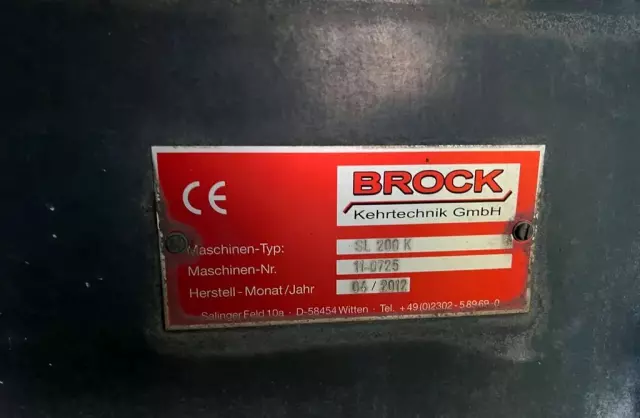 CE
BROCK
Kehrtechnik GmbH
Maschinen-Typ: SL 200 K
Maschinen-Nr. 11-0725
Herstell - Monat/Jahr 04 / 2012
Salinger Feld 10a · D-58454 Witten · Tel. +49(0)2302-58969-0